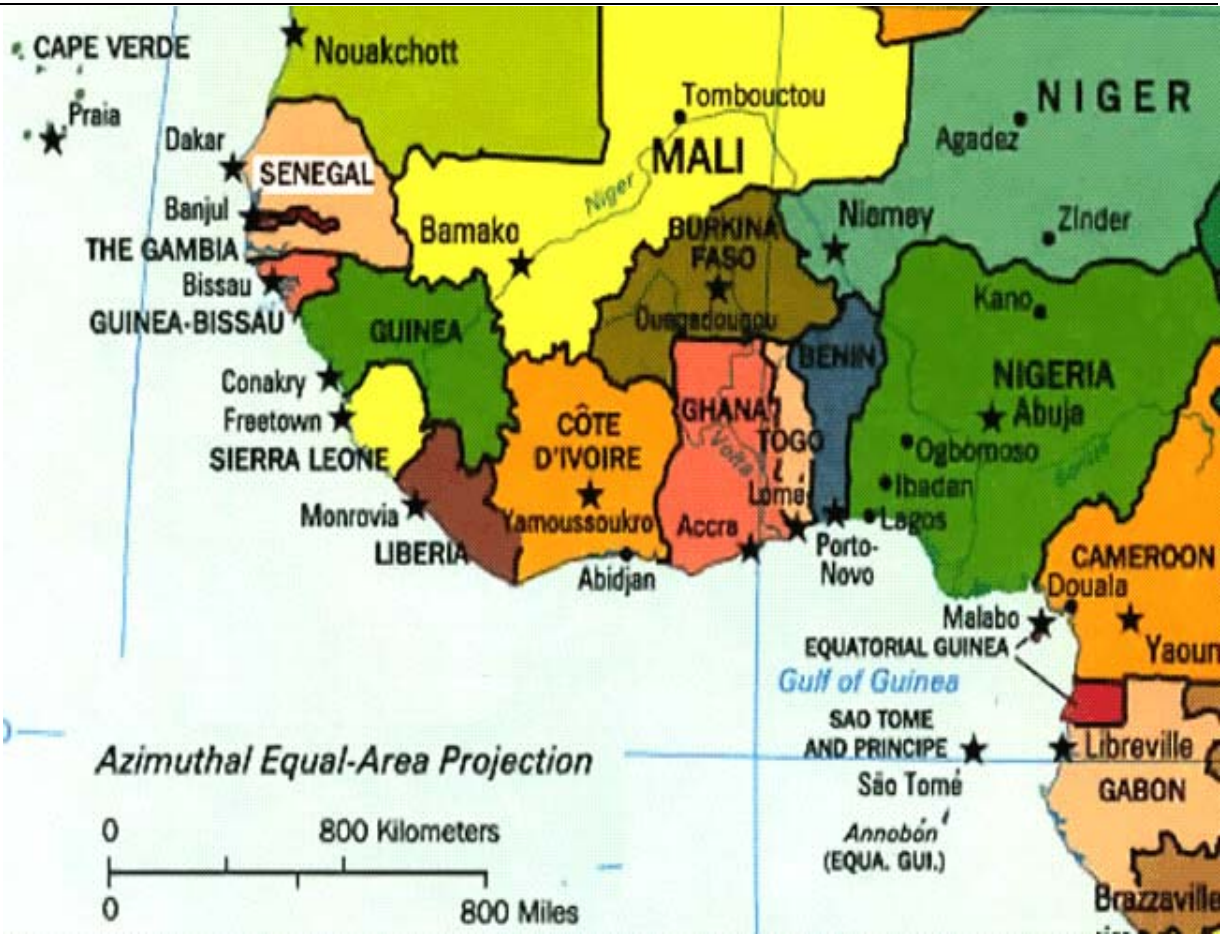 CAPE VERDE
Nouakchott
Praia
Tombouctou
NIGER
Agadez
Dakar
MALI
SENEGAL
Niger
Banjul
Bamako
BURKINA
FASO
Niamey
Zinder
THE GAMBIA
Bissau
Kano
GUINEA-BISSAU
GUINEA
Ouagadougou
BENIN
NIGERIA
Conakry
GHANA
Abuja
Freetown
CÔTE
D'IVOIRE
TOGO
Volta
Ogbomoso
SIERRA LEONE
Ibadan
Lomé
Monrovia
Yamoussoukro
Accra
Lagos
LIBERIA
Porto-
Novo
Abidjan
CAMEROON
Douala
Malabo
EQUATORIAL GUINEA
Yaoun
Gulf of Guinea
SAO TOME
AND PRINCIPE
Libreville
São Tomé
GABON
Azimuthal Equal-Area Projection
0 800 Kilometers
Annobón
(EQUA. GUI.)
0 800 Miles
Brazzaville